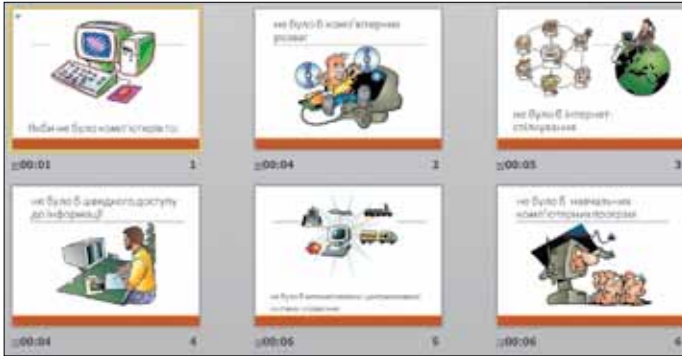 Якби не було комп'ютерів то:
00:01 1
не було б комп'ютерних
розваг
00:04 2
не було б інтернет-
спілкування
00:05 3
не було б швидкого доступу
до інформації
00:04 4
не було б
00:06 5
не було б навчальних
комп'ютерних програм
00:06 6